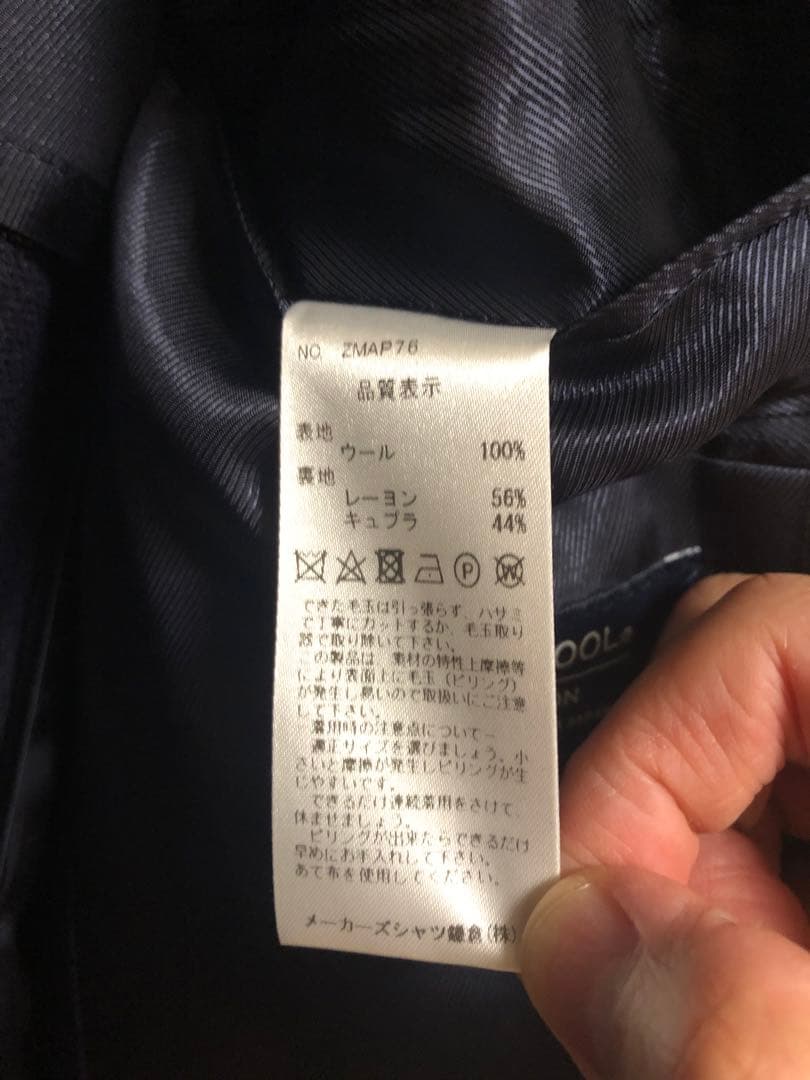 NO. ZMAP76
品質表示
表地
ウール 100%
裏地
レーヨン 56%
キュプラ 44%
P W
できた毛玉は引っ張らず、ハサミ
で丁寧にカットするか、毛玉取り
器で取り除いて下さい。
この製品は、素材の特性上摩擦等
により表面上に毛玉(ピリング)
が発生し易いので取扱いにご注意
して下さい。
着用時の注意点について-
適正サイズを選びましょう。小
さいと摩擦が発生しピリングが生
じやすいです。
できるだけ連続着用をさけて、
休ませましょう。
ピリングが出来たらできるだけ
早めにお手入れして下さい。
あて布を使用してください。
メーカーズシャツ鎌倉(株)
OOL
ON